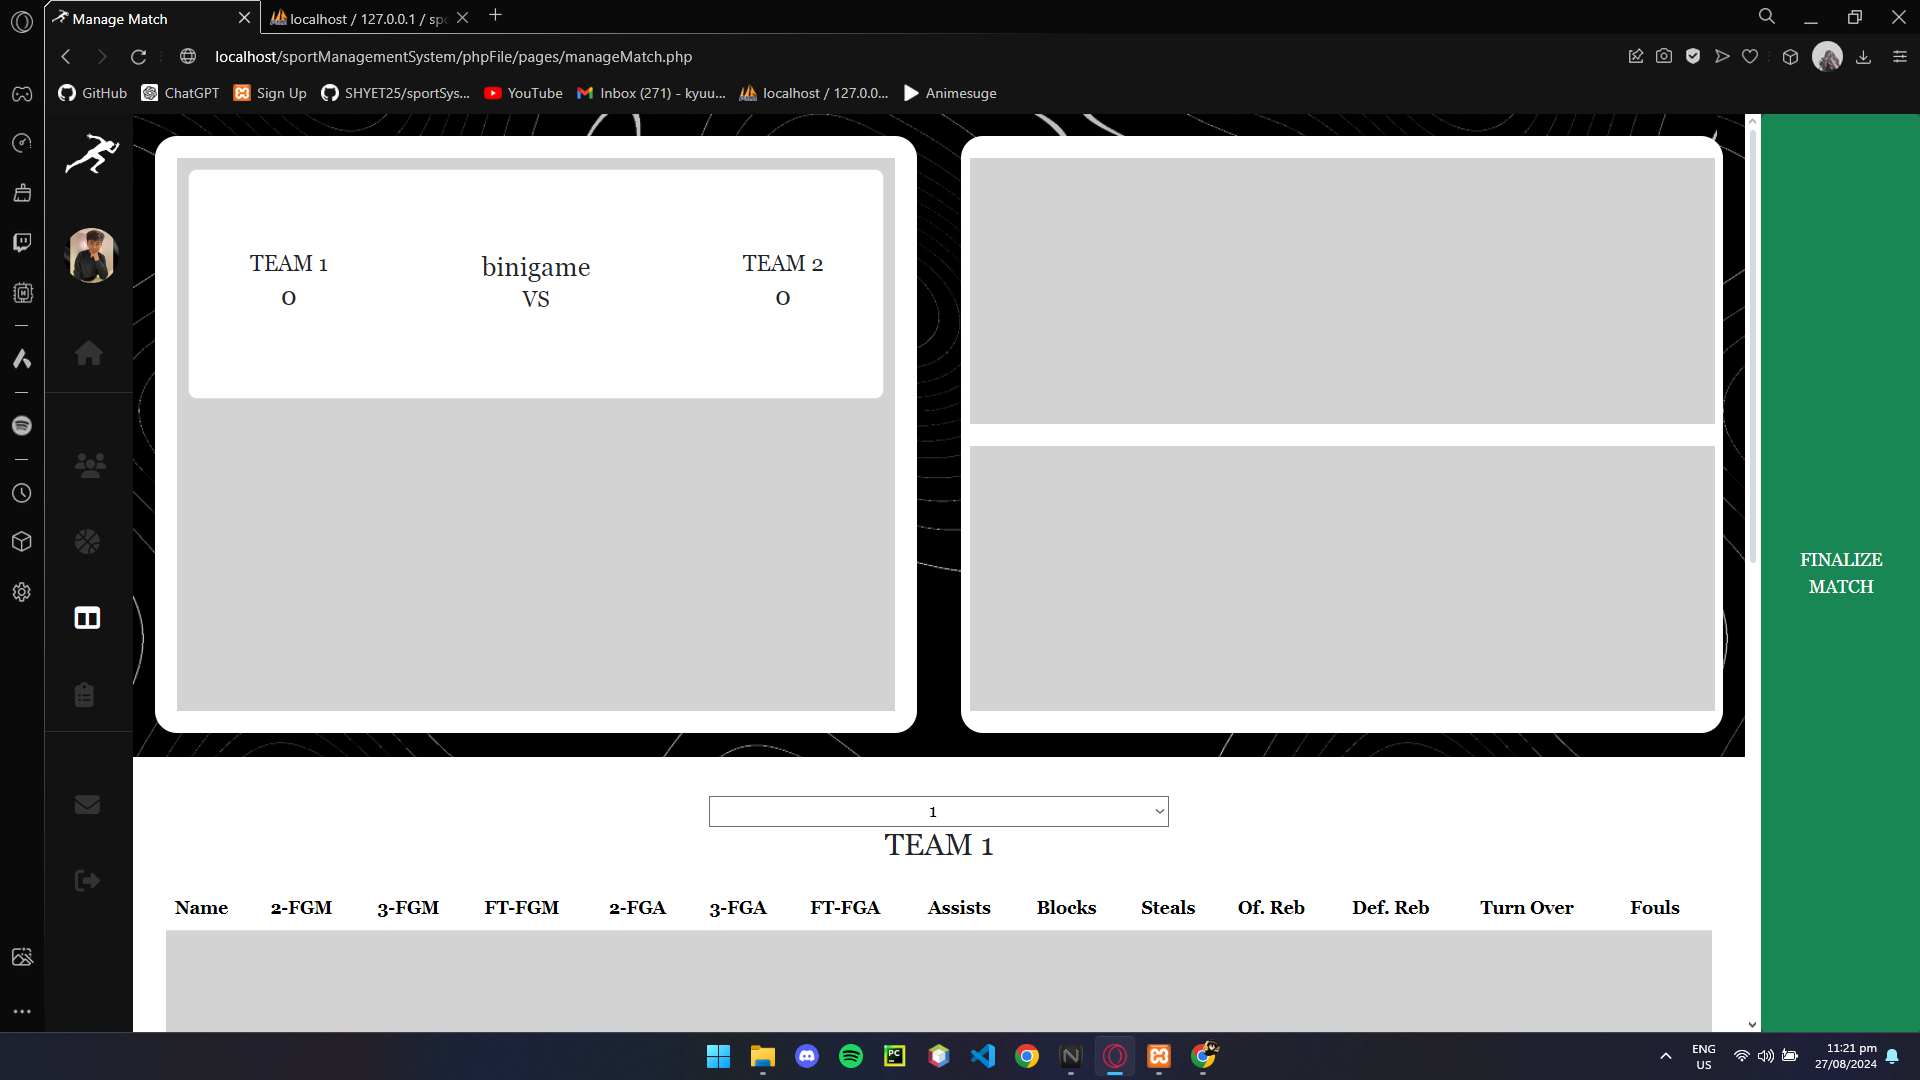 Manage Match
localhost / 127.0.0.1 / spo
localhost/sportManagementSystem/phpFile/pages/manageMatch.php
GitHub
ChatGPT
Sign Up
SHYET25/sportSys...
YouTube
Inbox (271) - kyuu...
localhost / 127.0.0...
Animesuge
TEAM 1
0
binigame
VS
TEAM 2
0
FINALIZE
MATCH
1
TEAM 1
Name 2-FGM 3-FGM FT-FGM 2-FGA 3-FGA FT-FGA Assists Blocks Steals Of. Reb Def. Reb Turn Over Fouls
ENG
US
11:21 pm
27/08/2024